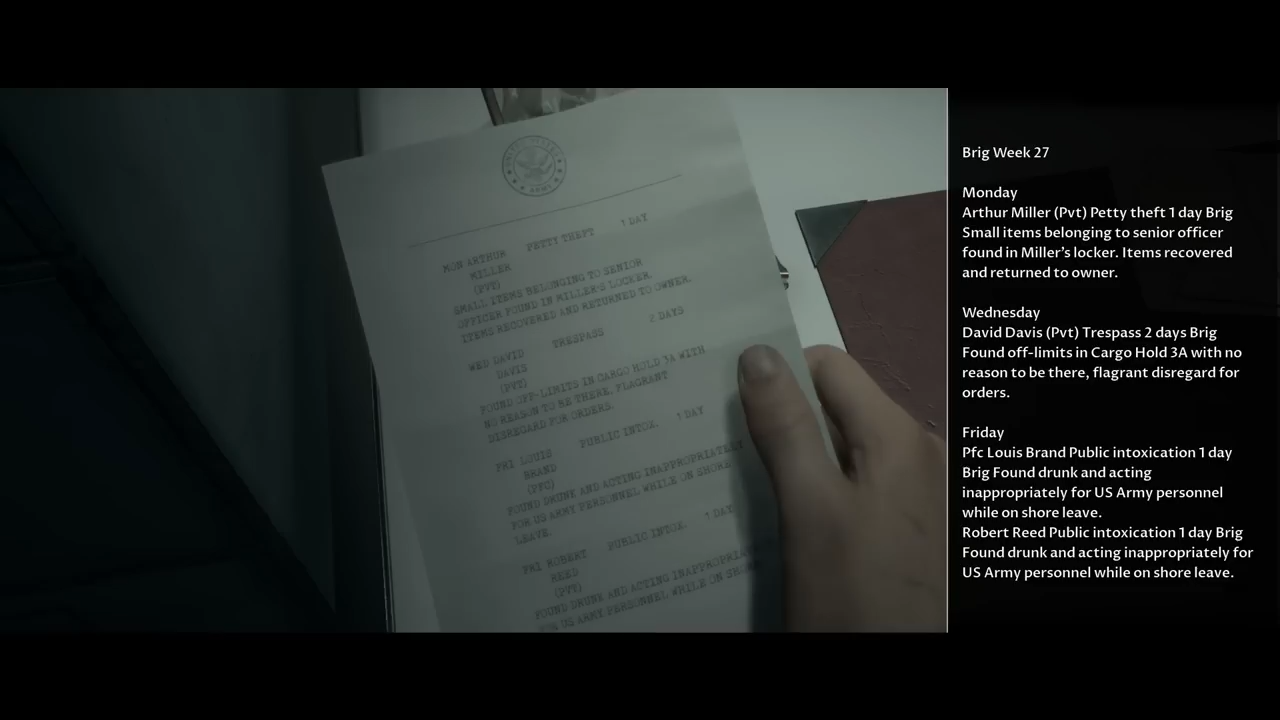 ARMY
MON ARTHUR PETTY THEFT 1 DAY
MILLER
(PVT)
SMALL ITEMS BELONGING TO SENIOR
OFFICER FOUND IN MILLER'S LOCKER.
ITEMS RECOVERED AND RETURNED TO OWNER.
WED DAVID TRESPASS 2 DAYS
DAVIS
(PVT)
FOUND OFF-LIMITS IN CARGO HOLD 3A WITH
NO REASON TO BE THERE, FLAGRANT
DISREGARD FOR ORDERS.
FRI LOUIS PUBLIC INTOX. 1 DAY
BRAND
(PFC)
FOUND DRUNK AND ACTING INAPPROPRIATELY
FOR US ARMY PERSONNEL WHILE ON SHORE
LEAVE.
FRI ROBERT PUBLIC INTOX. 1 DAY
REED
(PVT)
FOUND DRUNK AND ACTING INAPPROPRIA
FOR US ARMY PERSONNEL WHILE ON SHORE
Brig Week 27
Monday
Arthur Miller (Pvt) Petty theft 1 day Brig
Small items belonging to senior officer
found in Miller's locker. Items recovered
and returned to owner.
Wednesday
David Davis (Pvt) Trespass 2 days Brig
Found off-limits in Cargo Hold 3A with no
reason to be there, flagrant disregard for
orders.
Friday
Pfc Louis Brand Public intoxication 1 day
Brig Found drunk and acting
inappropriately for US Army personnel
while on shore leave.
Robert Reed Public intoxication 1 day Brig
Found drunk and acting inappropriately for
US Army personnel while on shore leave.